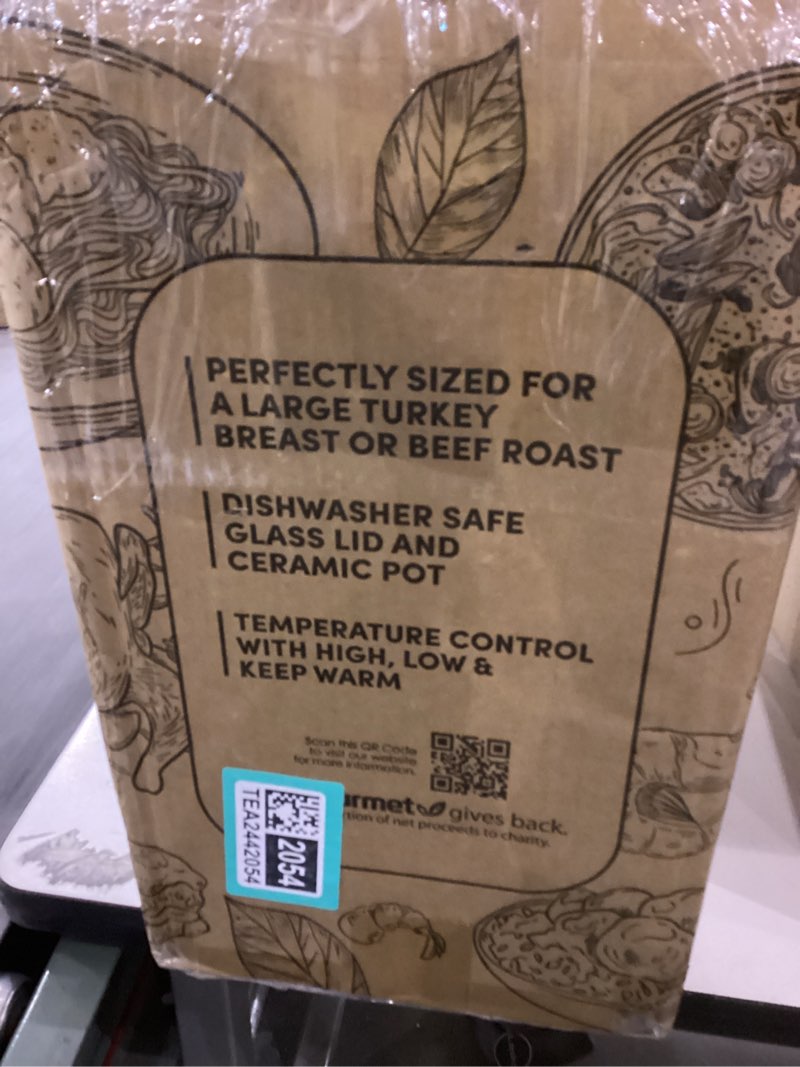 PERFECTLY SIZED FOR
A LARGE TURKEY
BREAST OR BEEF ROAST
DISHWASHER SAFE
GLASS LID AND
CERAMIC POT
TEMPERATURE CONTROL
WITH HIGH, LOW &
KEEP WARM
Scan this QR Code
to visit our website
for more information.
gives back.
of net proceeds to charity.
2054
TEA2442054